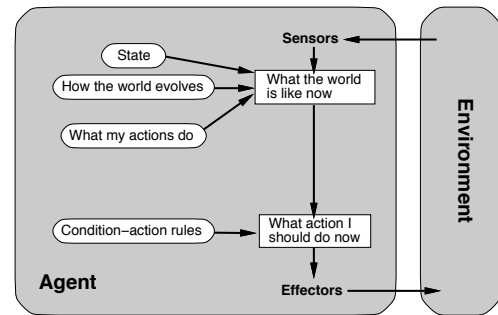 Sensors
State
How the world evolves
What the world
is like now
What my actions do
Condition−action rules
What action I
should do now
Agent
Effectors
Environment